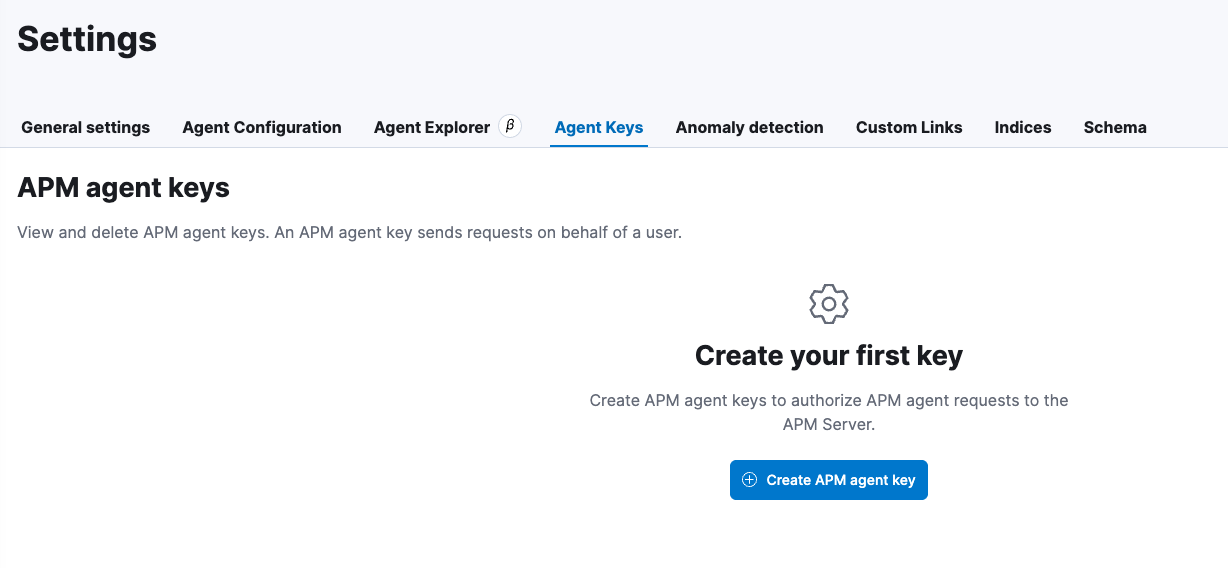 Settings
General settings Agent Configuration Agent Explorer β Agent Keys Anomaly detection Custom Links Indices Schema
APM agent keys
View and delete APM agent keys. An APM agent key sends requests on behalf of a user.
Create your first key
Create APM agent keys to authorize APM agent requests to the
APM Server.
Create APM agent key